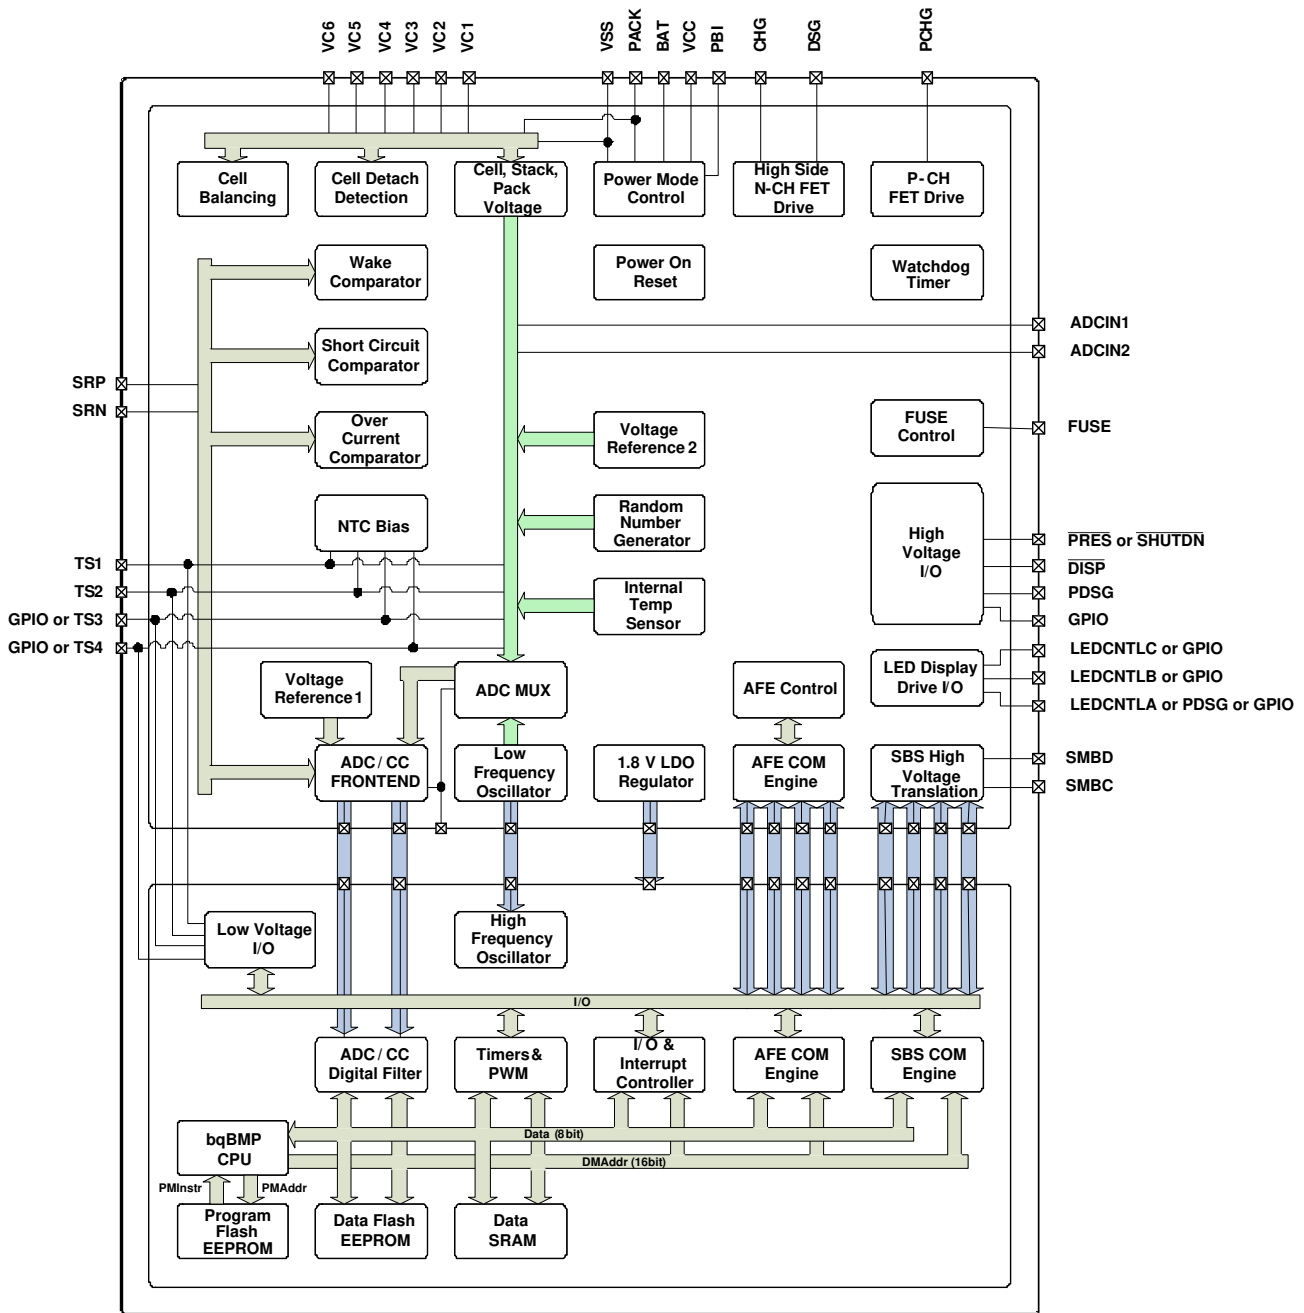 VC6
VC5
VC4
VC3
VC2
VC1
VSS
PACK
BAT
VCC
PBI
CHG
DSG
PCHG
Cell
Balancing
Cell Detach
Detection
Cell, Stack,
Pack
Voltage
Power Mode
Control
High Side
N-CH FET
Drive
P-CH
FET Drive
Wake
Comparator
Power On
Reset
Watchdog
Timer
ADCIN1
ADCIN2
Short Circuit
Comparator
SRP
SRN
Over
Current
Comparator
Voltage
Reference 2
FUSE
Control
FUSE
NTC Bias
Random
Number
Generator
High
Voltage
I/O
PRES or SHUTDN
DISP
PDSG
GPIO
TS1
TS2
GPIO or TS3
GPIO or TS4
Internal
Temp
Sensor
LED Display
Drive I/O
LEDCNTLC or GPIO
LEDCNTLB or GPIO
LEDCNTLA or PDSG or GPIO
Voltage
Reference 1
ADC MUX
AFE Control
ADC / CC
FRONTEND
Low
Frequency
Oscillator
1.8 V LDO
Regulator
AFE COM
Engine
SBS High
Voltage
Translation
SMBD
SMBC
Low Voltage
I/O
High
Frequency
Oscillator
I/O
ADC / CC
Digital Filter
Timers &
PWM
I/O &
Interrupt
Controller
AFE COM
Engine
SBS COM
Engine
bqBMP
CPU
Data (8bit)
DMAddr (16bit)
PMInstr
PMAddr
Program
Flash
EEPROM
Data Flash
EEPROM
Data
SRAM